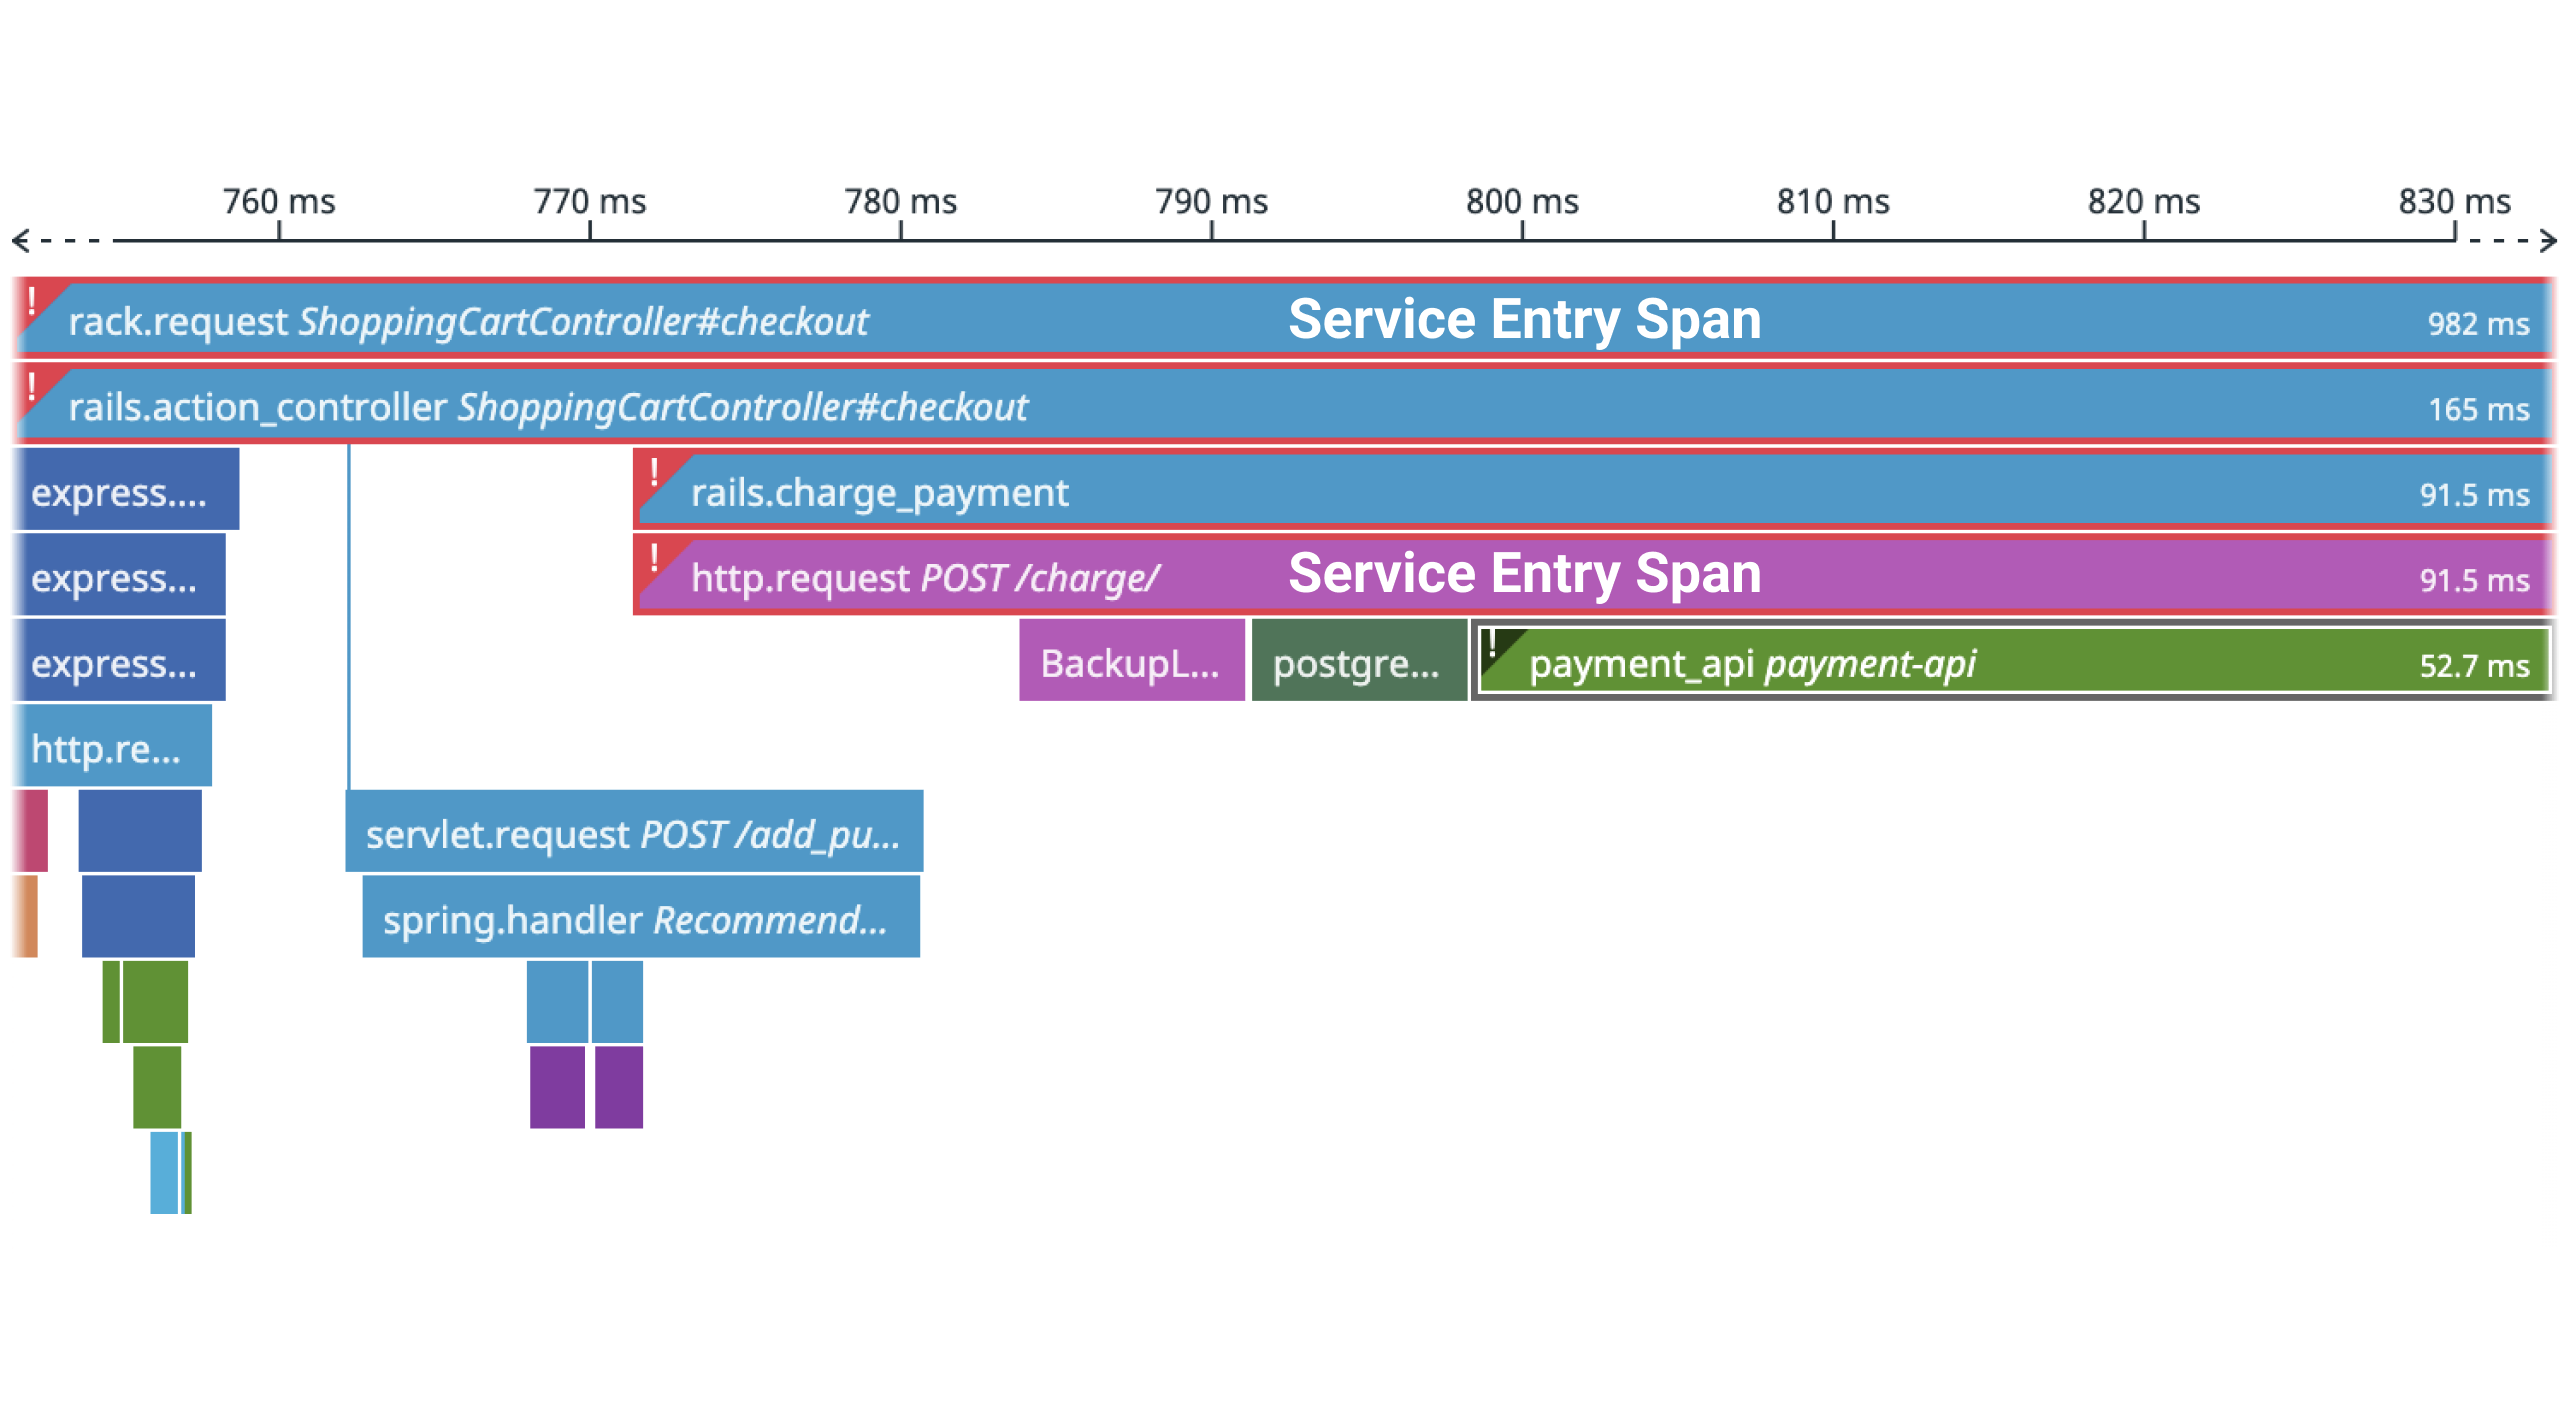 760 ms 770 ms 780 ms 790 ms 800 ms 810 ms 820 ms 830 ms
! rack.request ShoppingCartController#checkout Service Entry Span 982 ms
! rails.action_controller ShoppingCartController#checkout 165 ms
express.... ! rails.charge_payment 91.5 ms
express... ! http.request POST /charge/ Service Entry Span 91.5 ms
express... BackupL... postgre... ! payment_api payment-api 52.7 ms
http.re...
servlet.request POST /add_pu...
spring.handler Recommend...